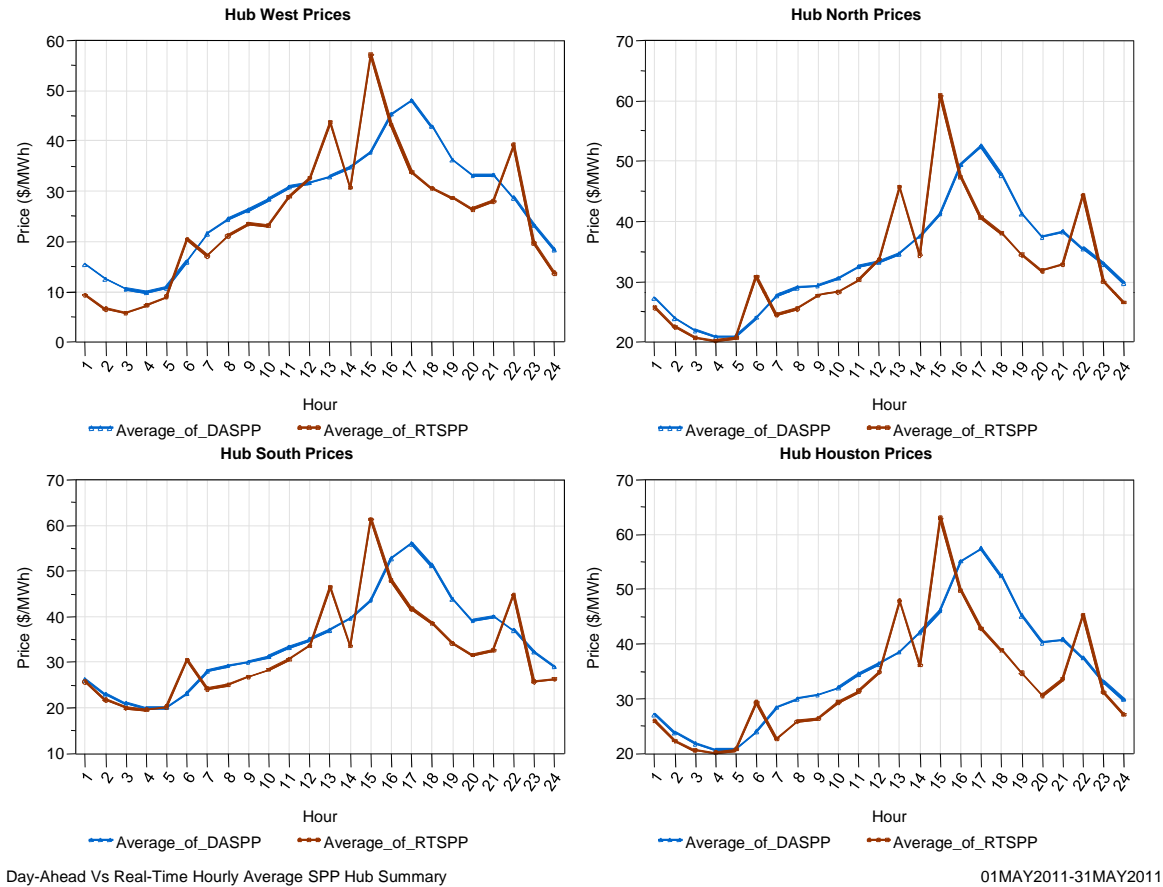 Hub West Prices
Price ($/MWh)
60
50
40
30
20
10
0
1 2 3 4 5 6 7 8 9 10 11 12 13 14 15 16 17 18 19 20 21 22 23 24
Hour
Average_of_DASPP Average_of_RTSPP
Hub North Prices
Price ($/MWh)
70
60
50
40
30
20
1 2 3 4 5 6 7 8 9 10 11 12 13 14 15 16 17 18 19 20 21 22 23 24
Hour
Average_of_DASPP Average_of_RTSPP
Hub South Prices
Price ($/MWh)
70
60
50
40
30
20
10
1 2 3 4 5 6 7 8 9 10 11 12 13 14 15 16 17 18 19 20 21 22 23 24
Hour
Average_of_DASPP Average_of_RTSPP
Hub Houston Prices
Price ($/MWh)
70
60
50
40
30
20
1 2 3 4 5 6 7 8 9 10 11 12 13 14 15 16 17 18 19 20 21 22 23 24
Hour
Average_of_DASPP Average_of_RTSPP
Day-Ahead Vs Real-Time Hourly Average SPP Hub Summary 01MAY2011-31MAY2011